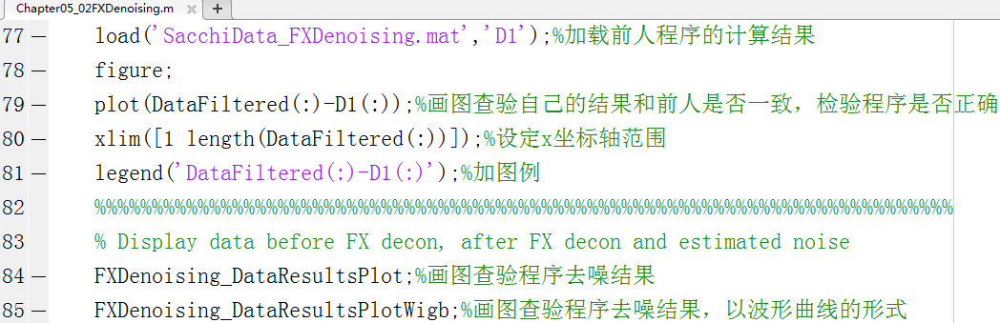 Chapter05_02FXDenoising.m × +
77 — load('SacchiData_FXDenoising.mat','D1');%加载前人程序的计算结果
78 — figure;
79 — plot(DataFiltered(:)-D1(:));%画图查验自己的结果和前人是否一致，检验程序是否正确
80 — xlim([1 length(DataFiltered(:))]);%设定x坐标轴范围
81 — legend('DataFiltered(:)-D1(:)');%加图例
82 %%%%%%%%%%%%%%%%%%%%%%%%%%%%%%%%%%%%%%%%%%%%%%%%%%%%%%%%%%%%%%%%%%%%%%%%%%%
83 % Display data before FX decon, after FX decon and estimated noise
84 — FXDenoising_DataResultsPlot;%画图查验程序去噪结果
85 — FXDenoising_DataResultsPlotWigb;%画图查验程序去噪结果，以波形曲线的形式